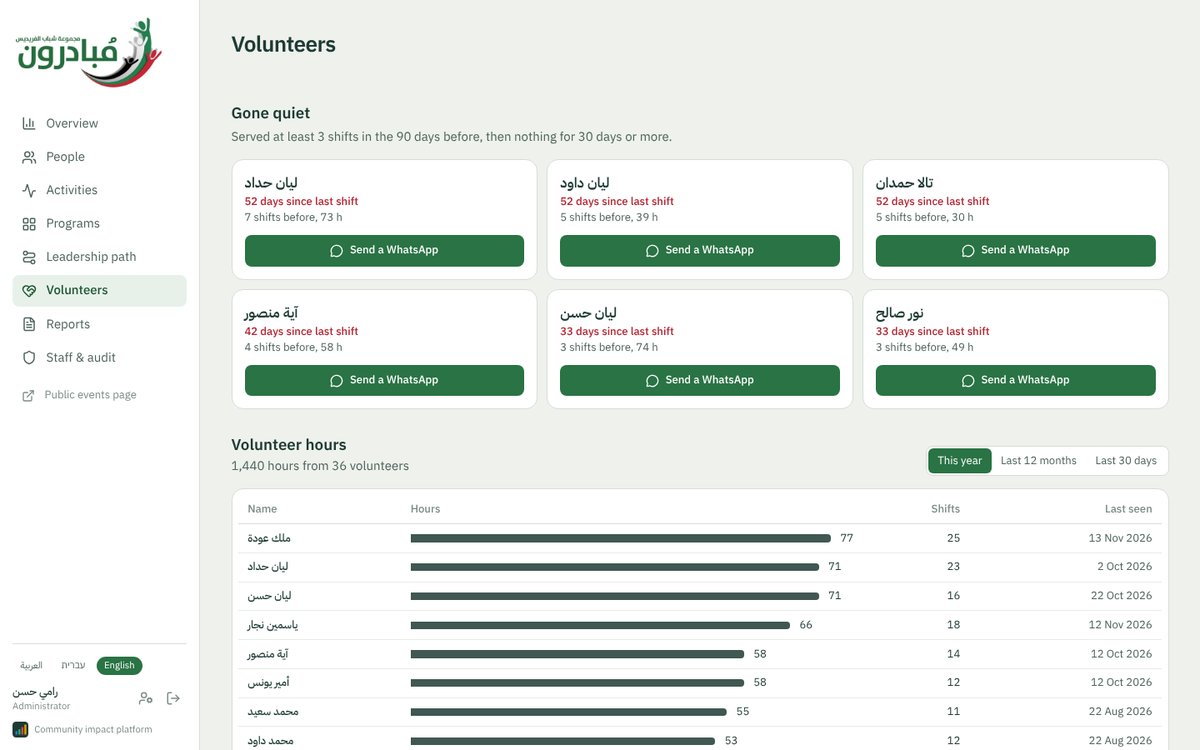 مجموعة شباب الفريديس
مُبادرون
Overview
People
Activities
Programs
Leadership path
Volunteers
Reports
Staff & audit
Public events page
العربية עברית English
رامي حسن
Administrator
Community impact platform
Volunteers
Gone quiet
Served at least 3 shifts in the 90 days before, then nothing for 30 days or more.
ليان حداد
52 days since last shift
7 shifts before, 73 h
Send a WhatsApp
ليان داود
52 days since last shift
5 shifts before, 39 h
Send a WhatsApp
تالا حمدان
52 days since last shift
5 shifts before, 30 h
Send a WhatsApp
آية منصور
42 days since last shift
4 shifts before, 58 h
Send a WhatsApp
ليان حسن
33 days since last shift
3 shifts before, 74 h
Send a WhatsApp
نور صالح
33 days since last shift
3 shifts before, 49 h
Send a WhatsApp
Volunteer hours
1,440 hours from 36 volunteers
This year Last 12 months Last 30 days
Name Hours Shifts Last seen
ملك عودة 77 25 13 Nov 2026
ليان حداد 71 23 2 Oct 2026
ليان حسن 71 16 22 Oct 2026
ياسمين نجار 66 18 12 Nov 2026
آية منصور 58 14 12 Oct 2026
أمير يونس 58 12 12 Oct 2026
محمد سعيد 55 11 22 Aug 2026
محمد داود 53 12 22 Aug 2026